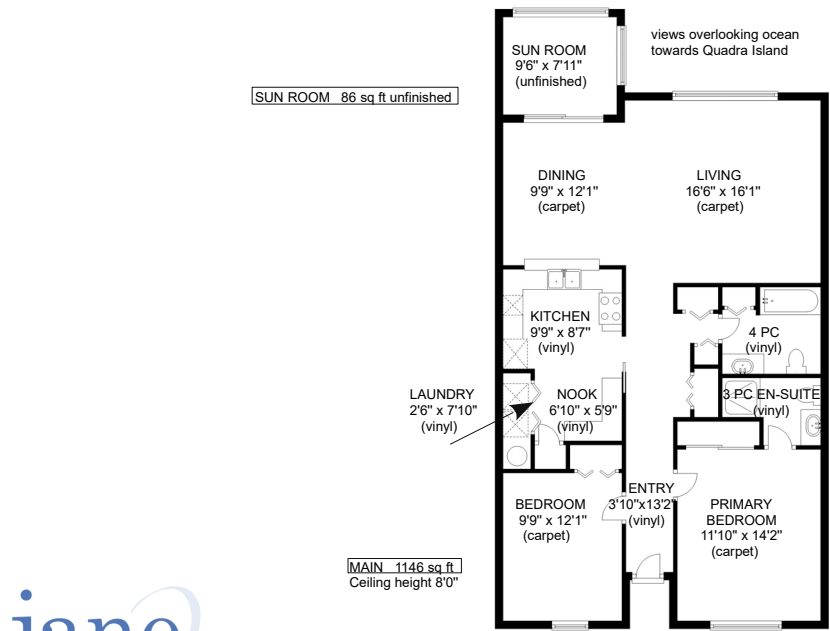 SUN ROOM
9'6" x 7'11"
(unfinished)
views overlooking ocean
towards Quadra Island
SUN ROOM 86 sq ft unfinished
DINING
9'9" x 12'1"
(carpet)
LIVING
16'6" x 16'1"
(carpet)
KITCHEN
9'9" x 8'7"
(vinyl)
4 PC
(vinyl)
LAUNDRY
2'6" x 7'10"
(vinyl)
NOOK
6'10" x 5'9"
(vinyl)
3 PC EN-SUITE
(vinyl)
BEDROOM
9'9" x 12'1"
(carpet)
ENTRY
3'10"x13'2"
(vinyl)
PRIMARY
BEDROOM
11'10" x 14'2"
(carpet)
MAIN 1146 sq ft
Ceiling height 8'0"
jane